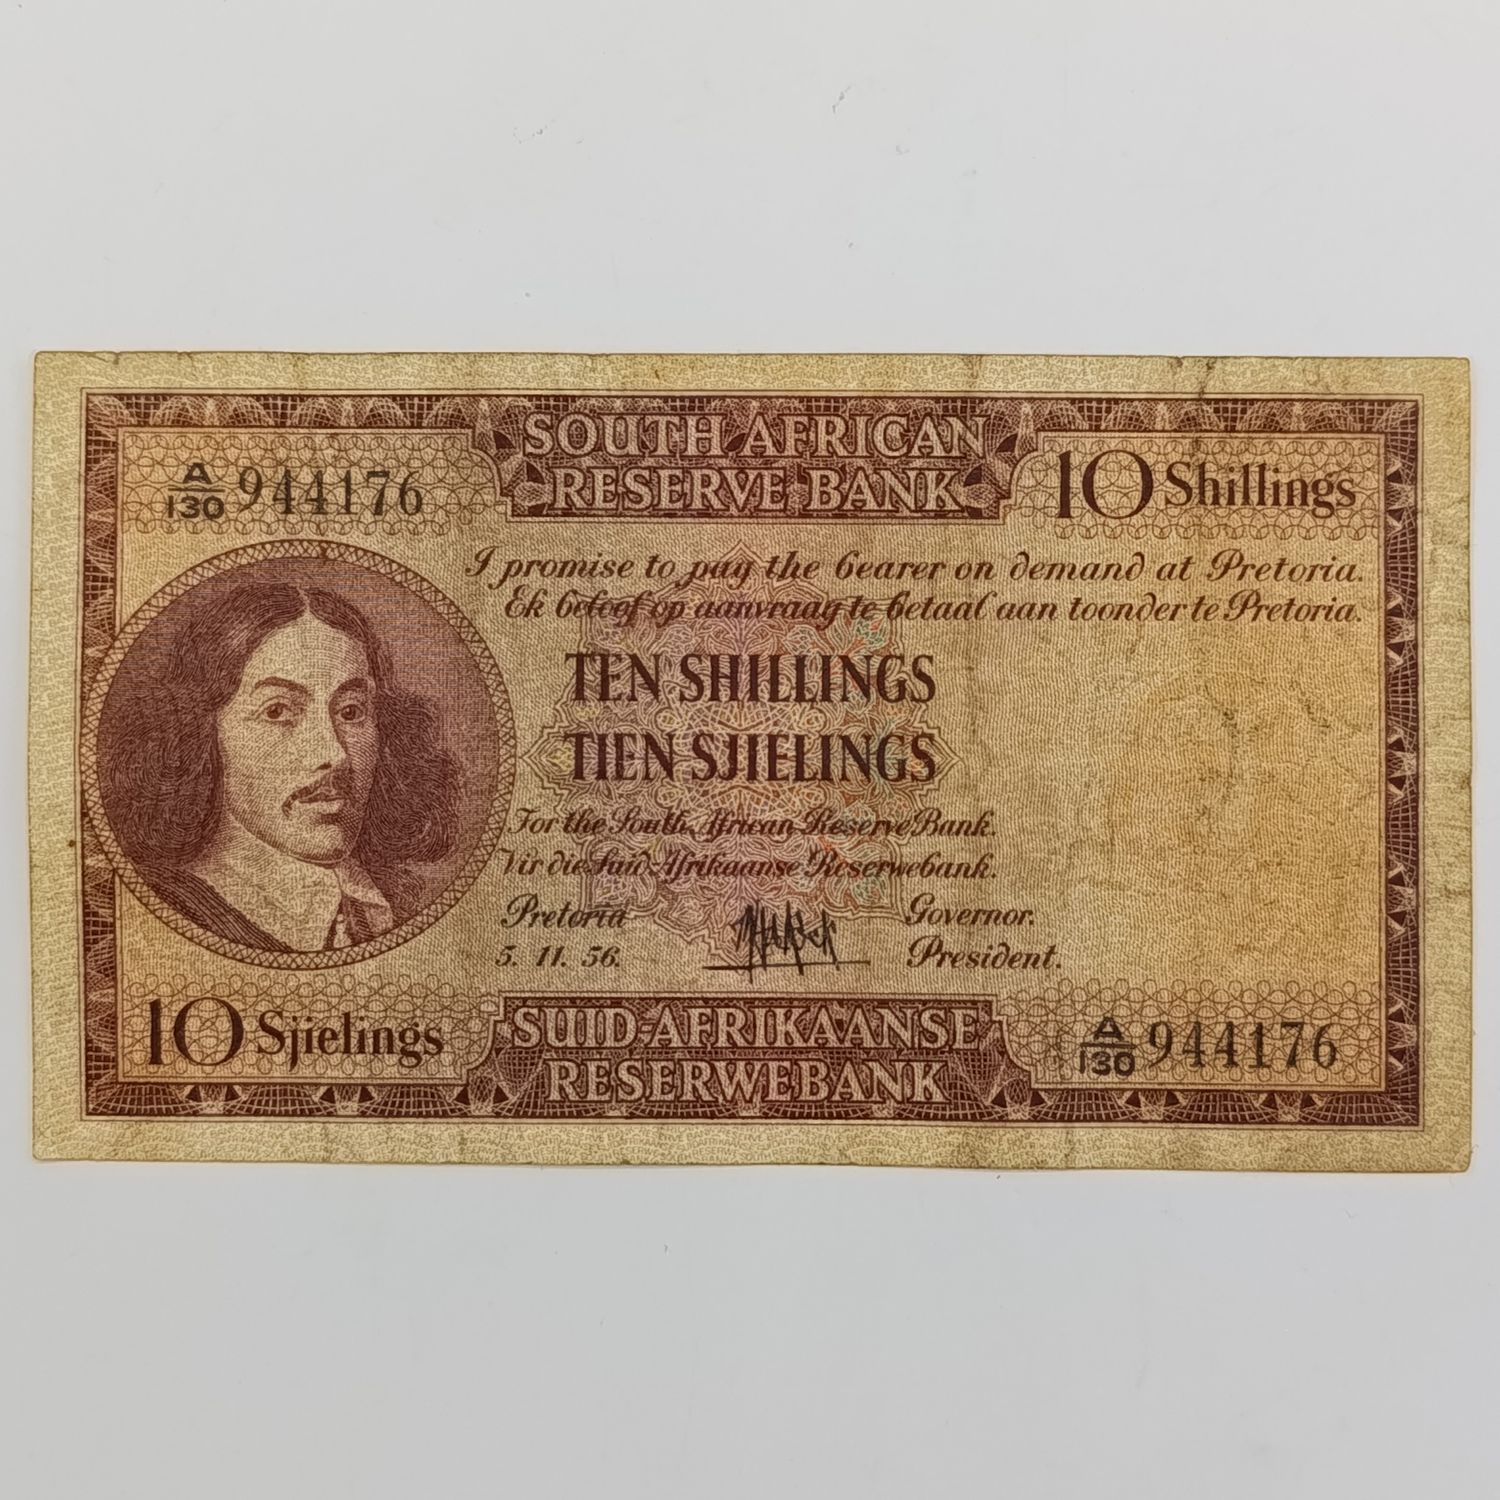 SOUTH AFRICAN
RESERVE BANK
A/130 944176
10 Shillings
I promise to pay the bearer on demand at Pretoria.
Ek beloof op aanvraag te betaal aan toonder te Pretoria.
TEN SHILLINGS
TIEN SJIELINGS
For the South African Reserve Bank.
Vir die Suid-Afrikaanse Reserwebank.
Pretoria
5. 11. 56.
Governor.
President.
10 Sjielings
SUID-AFRIKAANSE
RESERWEBANK
A/130 944176